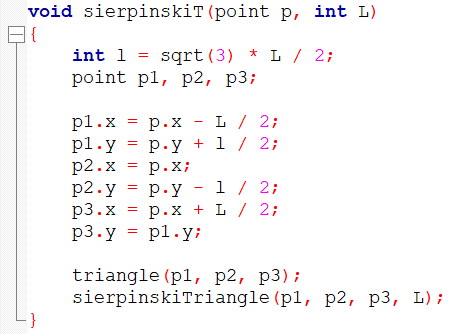 void sierpinskiT(point p, int L)
{
int l = sqrt(3) * L / 2;
point p1, p2, p3;
p1.x = p.x - L / 2;
p1.y = p.y + l / 2;
p2.x = p.x;
p2.y = p.y - l / 2;
p3.x = p.x + L / 2;
p3.y = p1.y;
triangle(p1, p2, p3);
sierpinskiTriangle(p1, p2, p3, L);
}